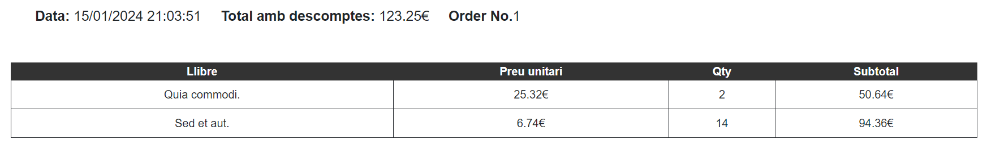 Data: 15/01/2024 21:03:51 Total amb descomptes: 123.25€ Order No.1
Llibre Preu unitari Qty Subtotal
Quia commodi. 25.32€ 2 50.64€
Sed et aut. 6.74€ 14 94.36€